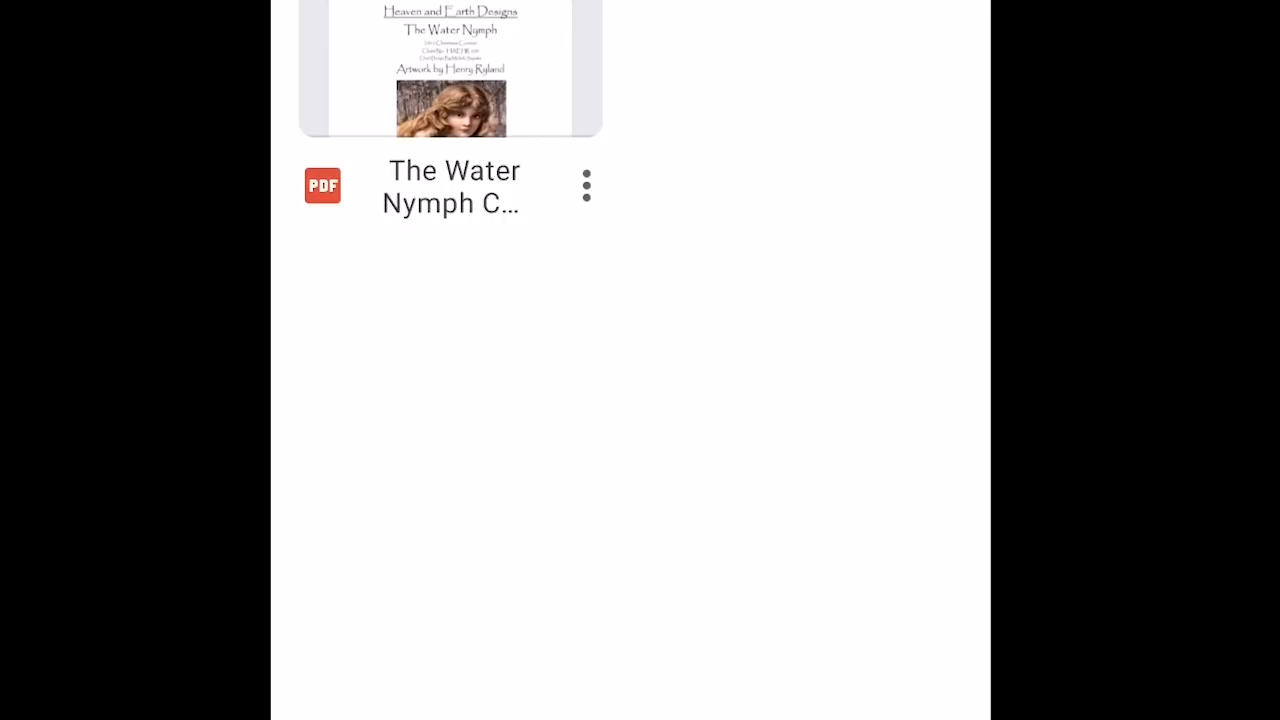 Heaven and Earth Designs
The Water Nymph
Artwork by Henry Ryland
PDF
The Water
Nymph C...